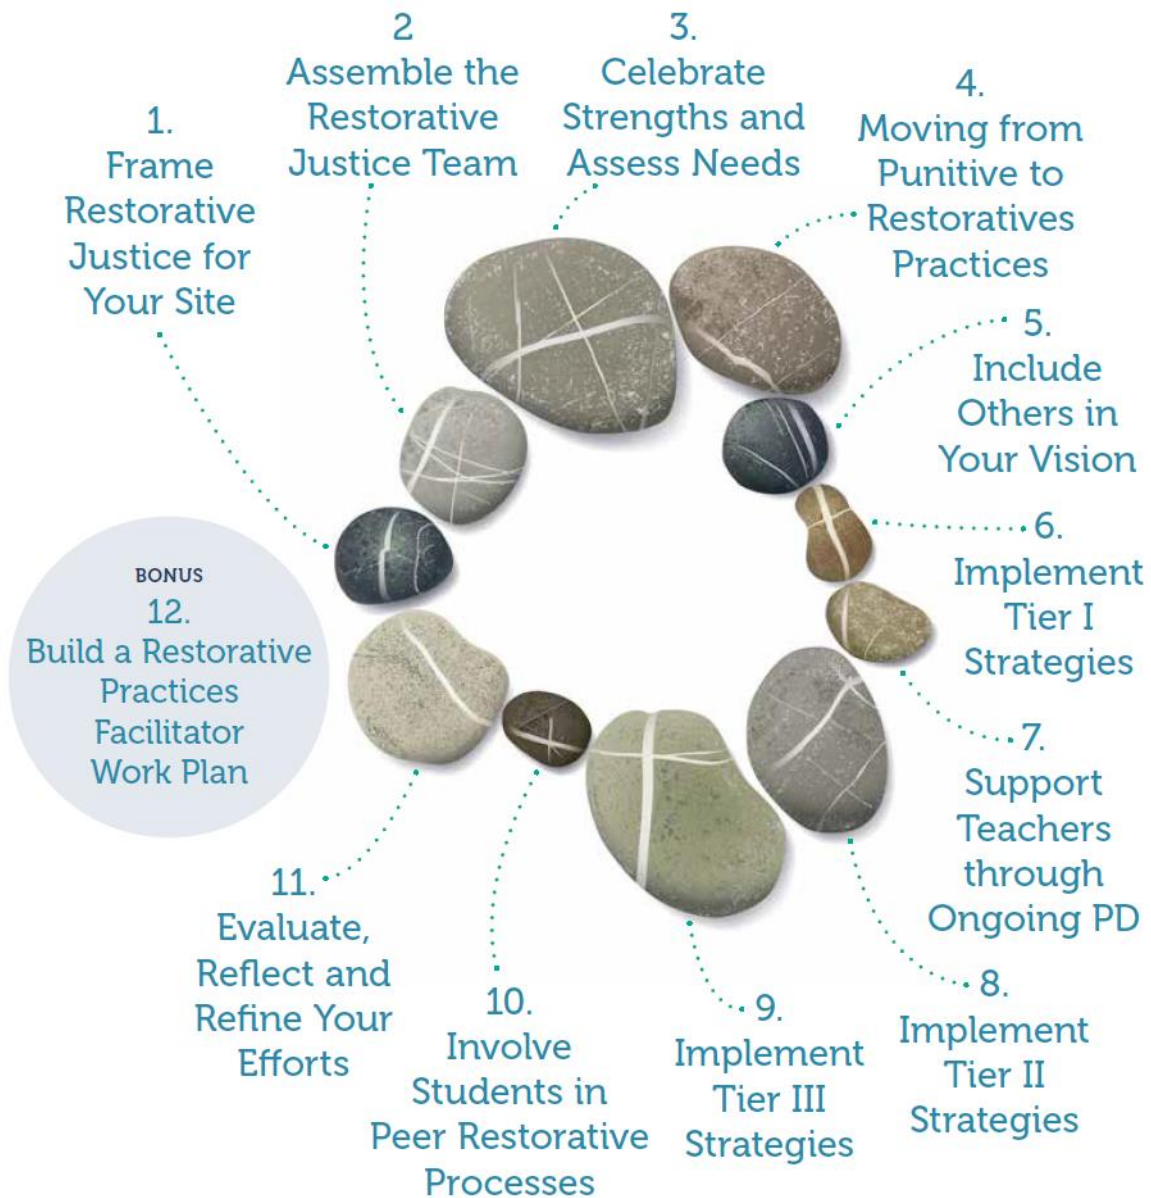 1.
Frame
Restorative
Justice for
Your Site
2
Assemble the
Restorative
Justice Team
3.
Celebrate
Strengths and
Assess Needs
4.
Moving from
Punitive to
Restoratives
Practices
5.
Include
Others in
Your Vision
6.
Implement
Tier I
Strategies
7.
Support
Teachers
through
Ongoing PD
8.
Implement
Tier II
Strategies
9.
Implement
Tier III
Strategies
10.
Involve
Students in
Peer Restorative
Processes
11.
Evaluate,
Reflect and
Refine Your
Efforts
BONUS
12.
Build a Restorative
Practices
Facilitator
Work Plan